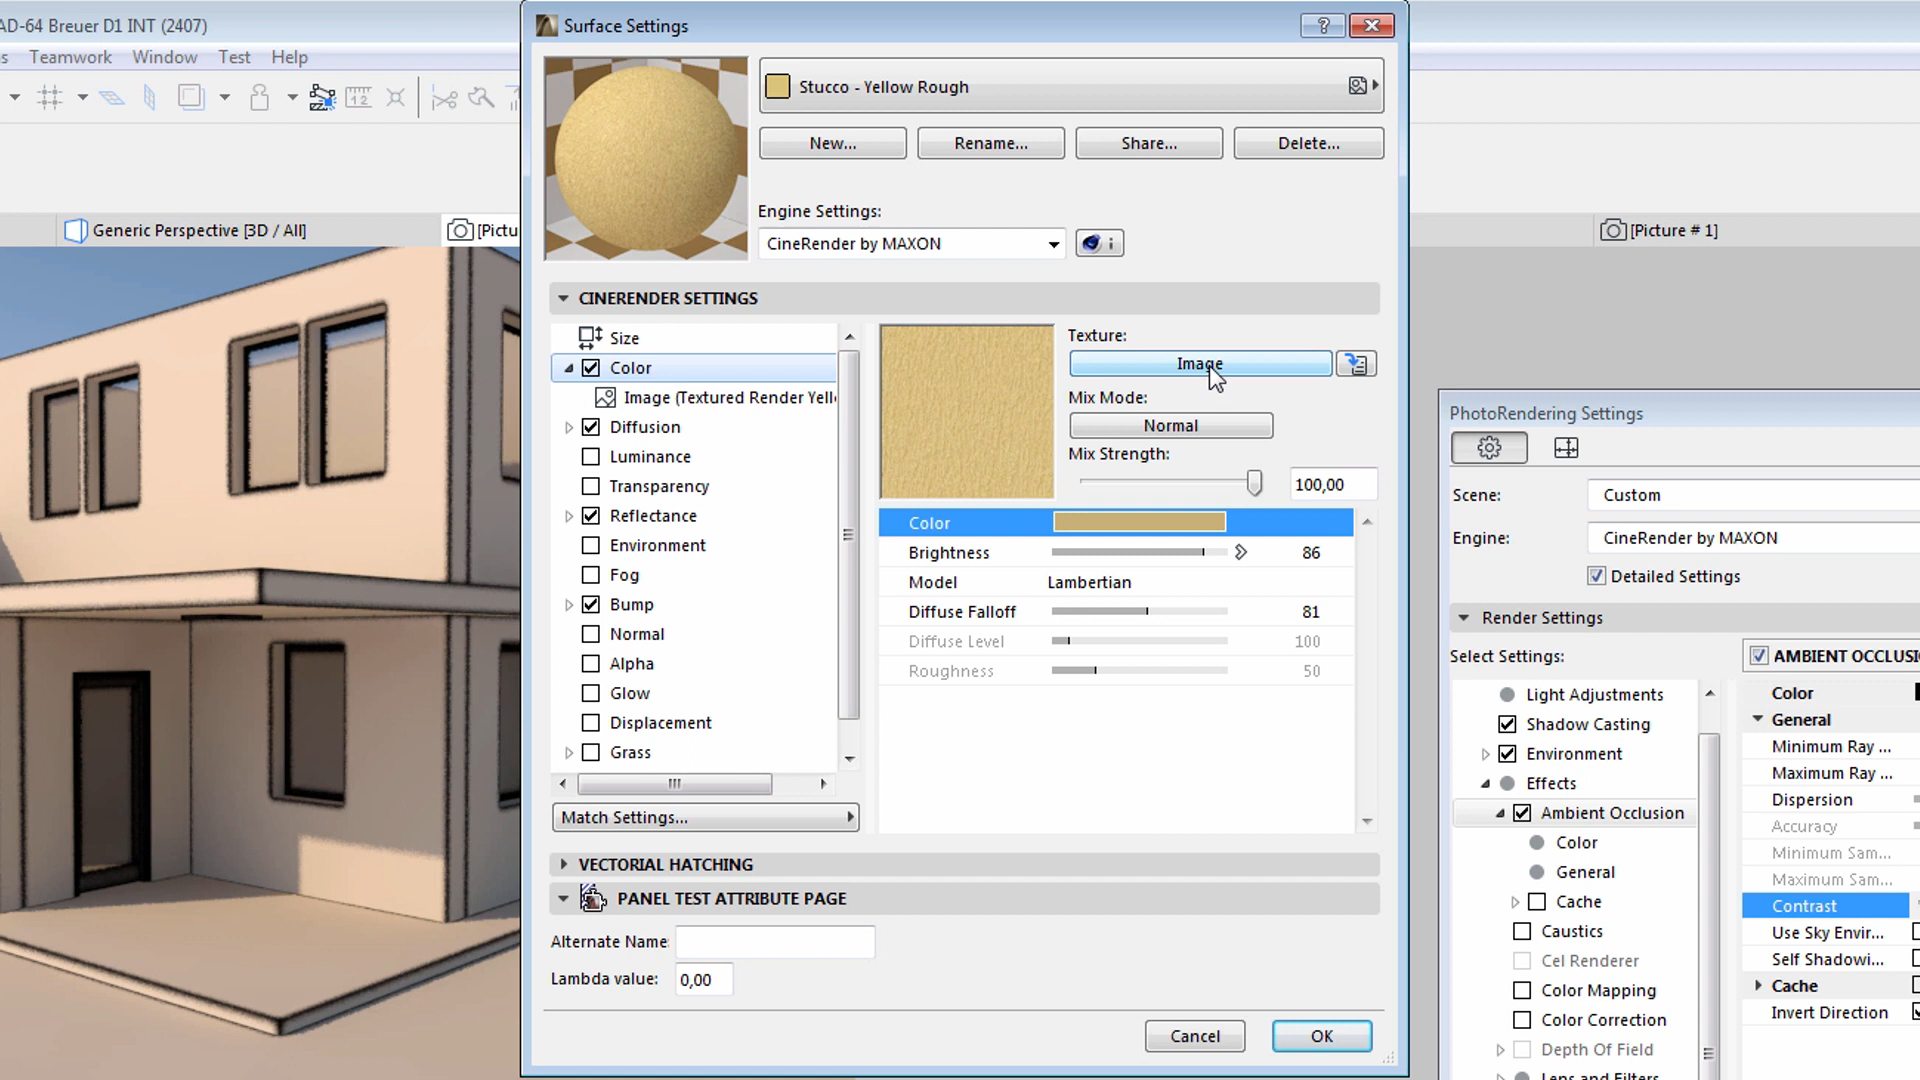 AD-64 Breuer D1 INT (2407)
s Teamwork Window Test Help
Generic Perspective [3D / All]
[Pictu
Surface Settings
?
Stucco - Yellow Rough
New... Rename... Share... Delete...
Engine Settings:
CineRender by MAXON
i
CINERENDER SETTINGS
Size
Color
Image (Textured Render Yell
Diffusion
Luminance
Transparency
Reflectance
Environment
Fog
Bump
Normal
Alpha
Glow
Displacement
Grass
Match Settings...
Texture:
Image
Mix Mode:
Normal
Mix Strength:
100,00
Color
Brightness 86
Model Lambertian
Diffuse Falloff 81
Diffuse Level 100
Roughness 50
VECTORIAL HATCHING
PANEL TEST ATTRIBUTE PAGE
Alternate Name:
Lambda value: 0,00
Cancel OK
[Picture # 1]
PhotoRendering Settings
Scene: Custom
Engine: CineRender by MAXON
Detailed Settings
Render Settings
Select Settings:
Light Adjustments
Shadow Casting
Environment
Effects
Ambient Occlusion
Color
General
Cache
Caustics
Cel Renderer
Color Mapping
Color Correction
Depth Of Field
Lens and Filters
AMBIENT OCCLUSI
Color
General
Minimum Ray ...
Maximum Ray ...
Dispersion
Accuracy
Minimum Sam...
Maximum Sam...
Contrast
Use Sky Envir...
Self Shadowi...
Cache
Invert Direction